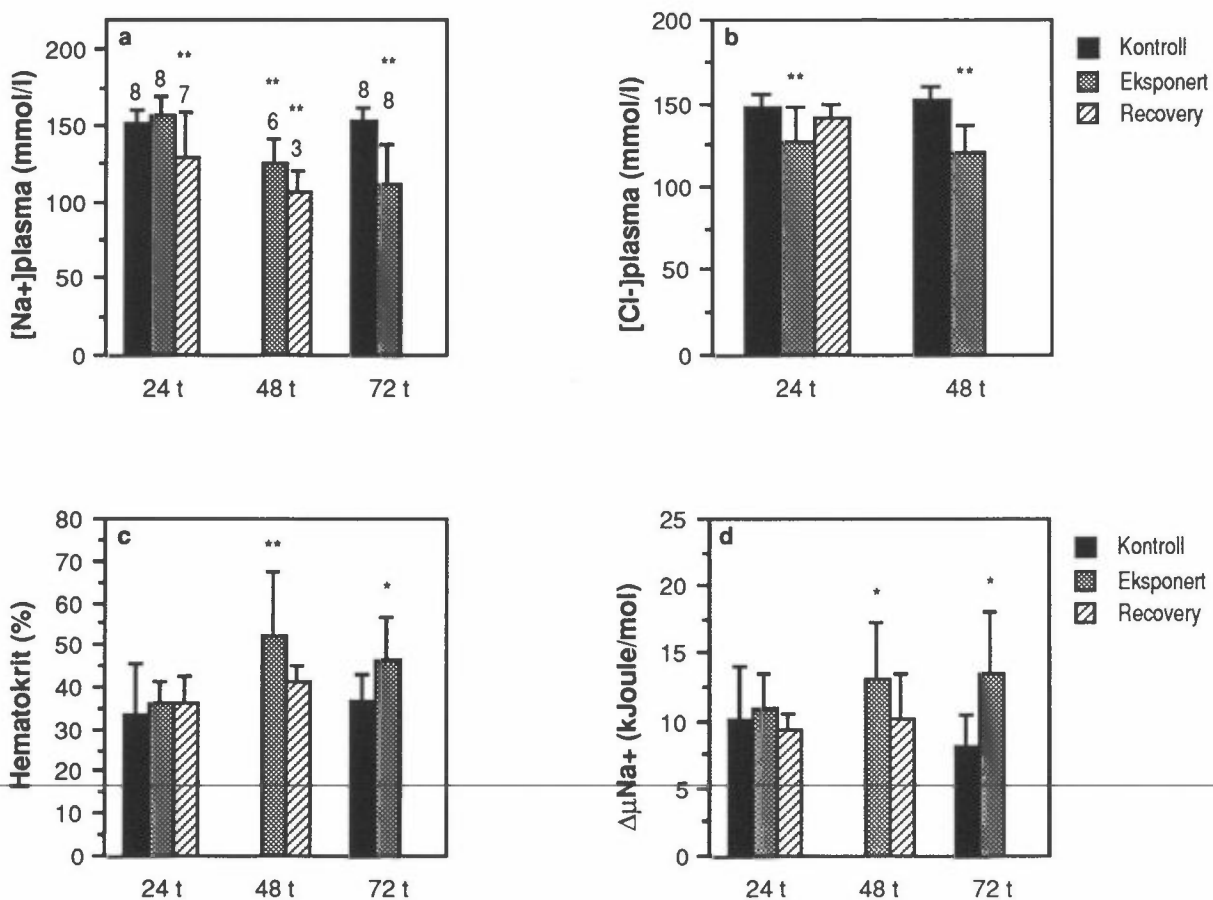 a
[Na+]plasma (mmol/l)
200
150
100
50
0
8
8
**
7
**
6
**
3
8
**
8
24 t
48 t
72 t
b
[Cl-]plasma (mmol/l)
200
150
100
50
0
**
**
24 t
48 t
Kontroll
Eksponert
Recovery
c
Hematokrit (%)
80
70
60
50
40
30
20
10
0
**
*
24 t
48 t
72 t
d
ΔμNa+ (kJoule/mol)
25
20
15
10
5
0
*
*
24 t
48 t
72 t
Kontroll
Eksponert
Recovery